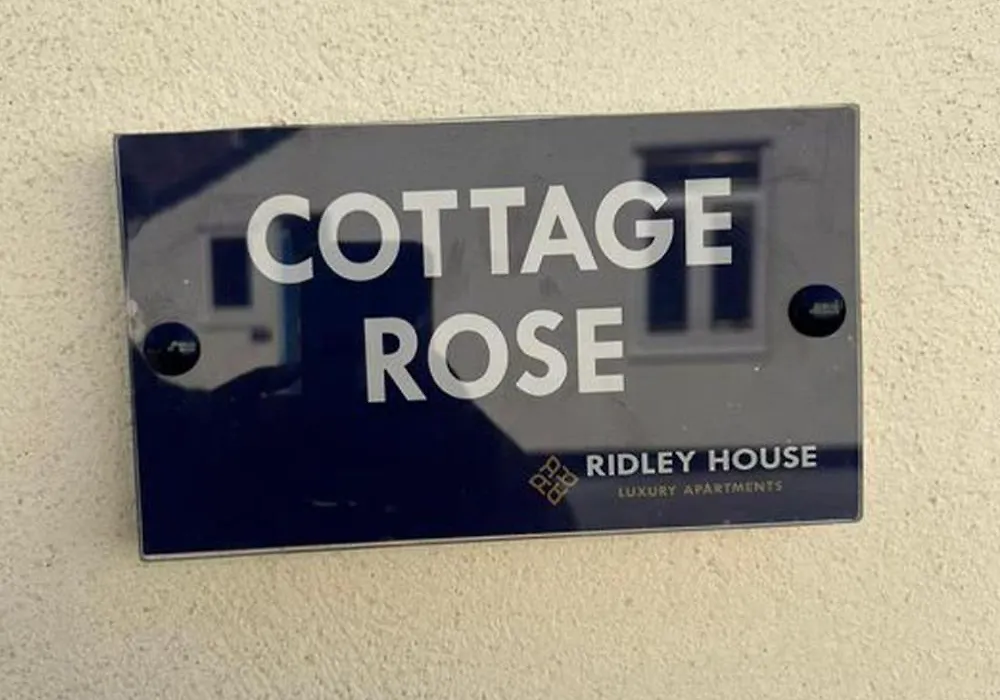 COTTAGE
ROSE
RIDLEY HOUSE
LUXURY APARTMENTS